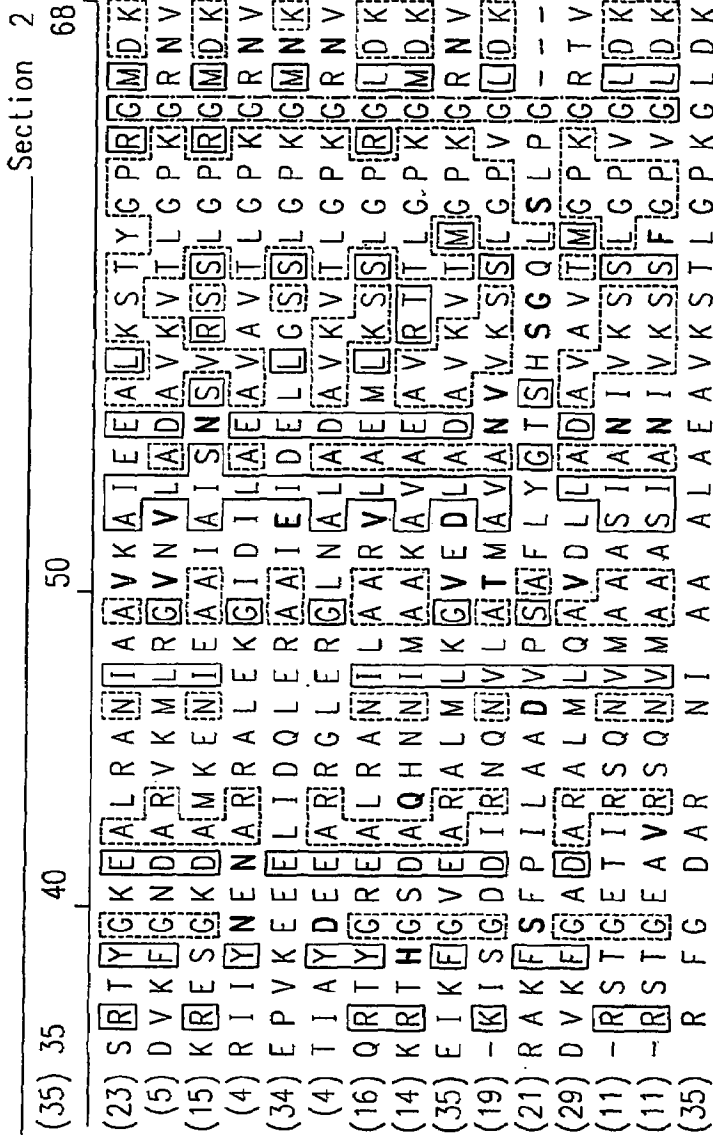 Section 2
(35) 35 40 50 68
(23) S R T Y G K E A L R A N I A A V K A I E E A L K S T Y G P R G M D K
(5) D V K F G N D A R V K M L R G V N V L A D A V K V T L G P K G R N V
(15) K R E S G K D A M K E N I E A A I A I S N S V R S S L G P R G M D K
(4) R I I Y N E N A R R A L E K G I D I L A E A V A V T L G P K G R N V
(34) E P V K E E E L I D Q L E R A A I E I D E L L G S S L G P K G M N K
(4) T I A Y D E E A R R G L E R G L N A L A D A V K V T L G P K G R N V
(16) Q R T Y G R E A L R A N I L A A R V L A E M L K S S L G P R G L D K
(14) K R T H G S D A Q H N N I M A A K A V A E A V R T T L G P K G M D K
(35) E I K F G V E A R A L M L K G V E D L A D A V K V T M G P K G R N V
(19) - K I S G D D I R N Q N V L A T M A V A N V V K S S L G P V G L D K
(21) R A K F S F P I L A A D V P S A F L Y G T S H S G Q L S L P G - - -
(29) D V K F G A D A R A L M L Q A V D L L A D A V A V T M G P K G R T V
(11) - R S T G E T I R S Q N V M A A A S I A N I V K S S L G P V G L D K
(11) - R S T G E A V R S Q N V M A A A S I A N I V K S S F G P V G L D K
(35) R F G D A R N I A A A L A E A V K S T L G P K G L D K